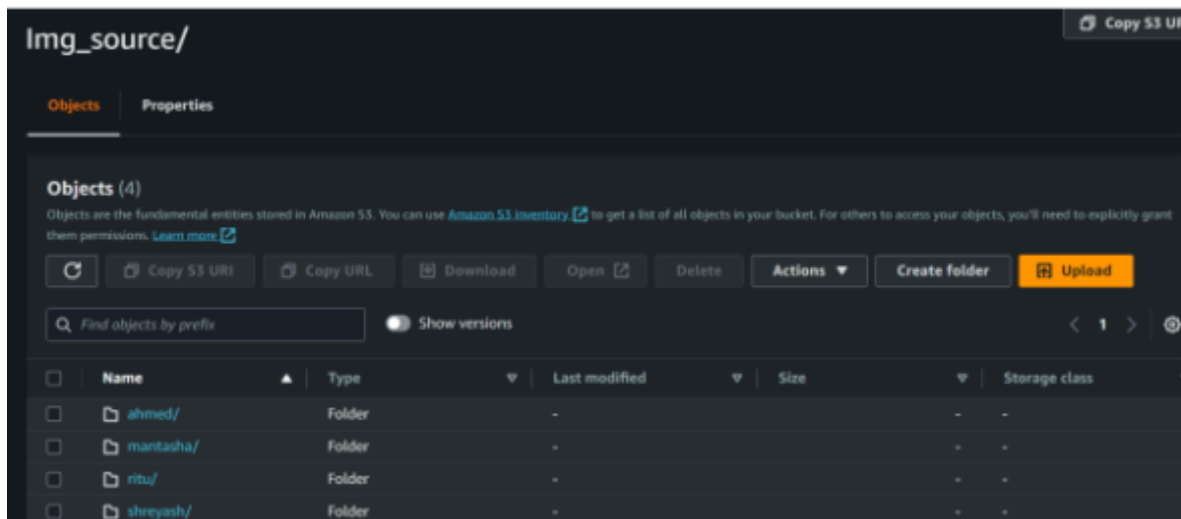 Copy S3 UR
Img_source/
Objects Properties
Objects (4)
Objects are the fundamental entities stored in Amazon S3. You can use Amazon S3 inventory to get a list of all objects in your bucket. For others to access your objects, you'll need to explicitly grant
them permissions. Learn more
Copy S3 URI Copy URL Download Open Delete Actions Create folder Upload
Find objects by prefix Show versions 1
Name Type Last modified Size Storage class
ahmed/ Folder - - -
mantasha/ Folder - - -
ritu/ Folder - - -
shreyash/ Folder - - -